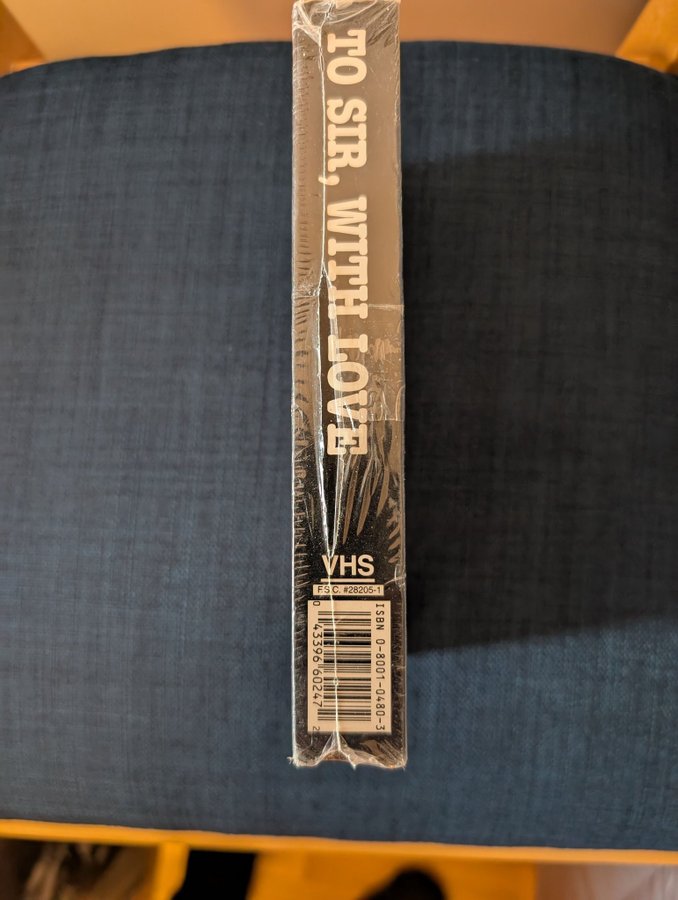 TO SIR, WITH LOVE
VHS
F.S.C. #28205-1
ISBN 0-8001-0480-3
0 43396 60247 2